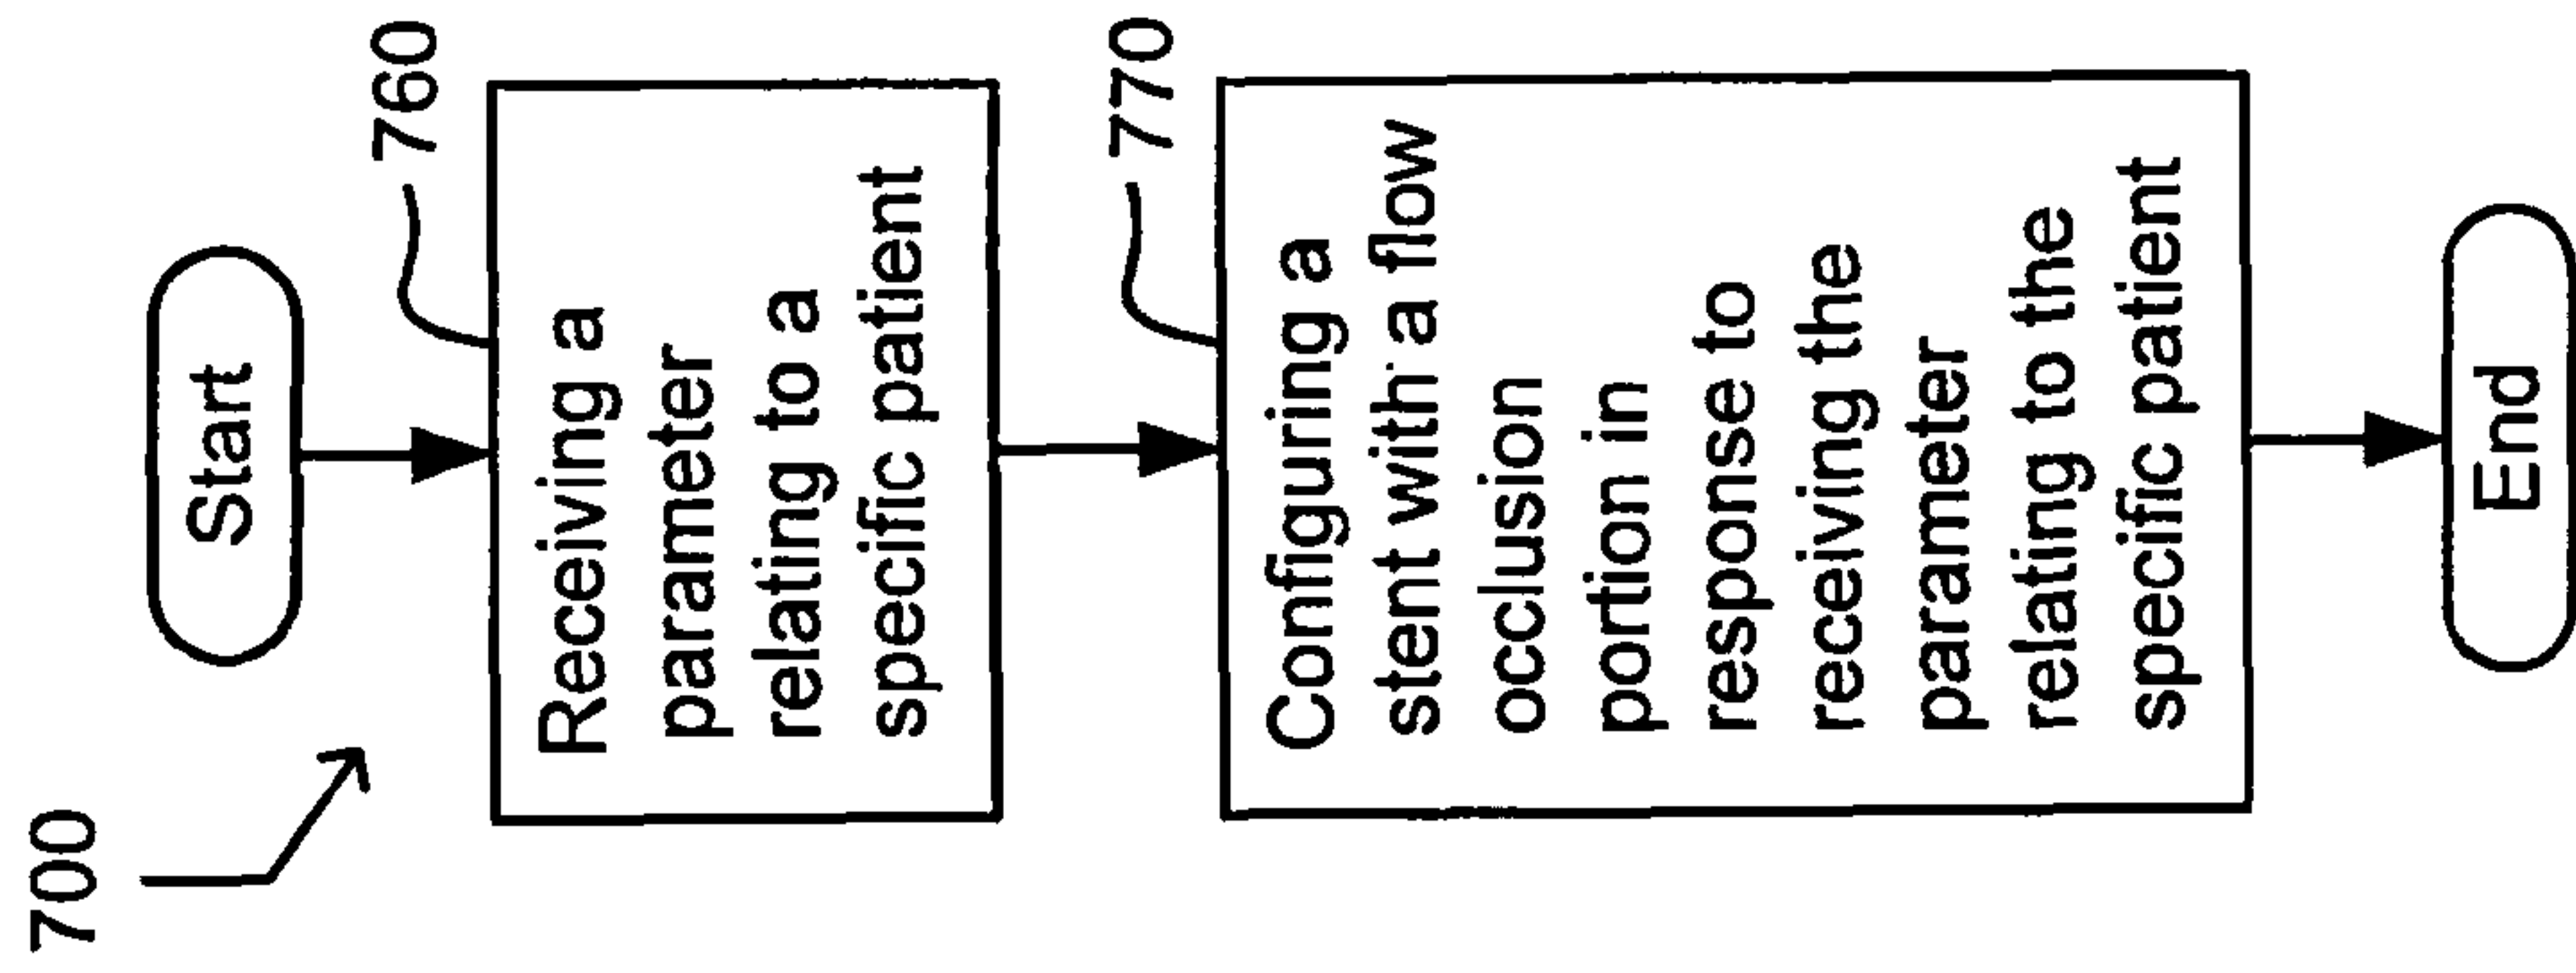 700
Start
760
Receiving a
parameter
relating to a
specific patient
770
Configuring a
stent with a flow
occlusion
portion in
response to
receiving the
parameter
relating to the
specific patient
End